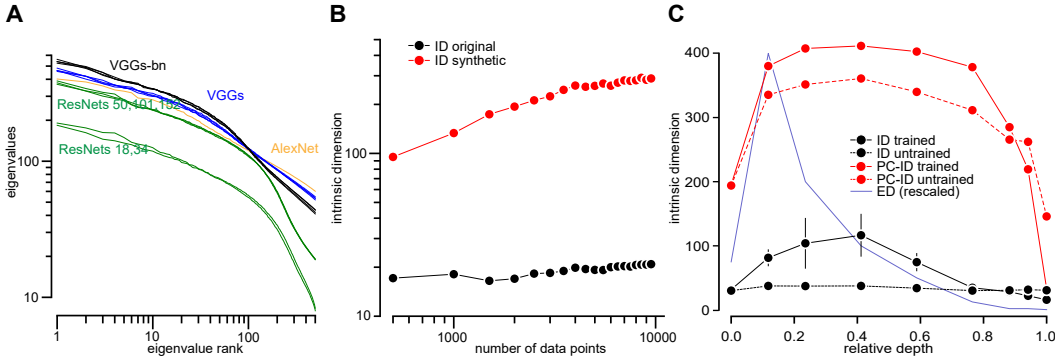 A
B
C
VGGs-bn
VGGs
ResNets 50,101,152
AlexNet
ResNets 18,34
eigenvalues
100
10
1
10
100
eigenvalue rank
ID original
ID synthetic
intrinsic dimension
100
10
1000
10000
number of data points
400
300
200
100
0
intrinsic dimension
ID trained
ID untrained
PC-ID trained
PC-ID untrained
ED (rescaled)
0.0
0.2
0.4
0.6
0.8
1.0
relative depth